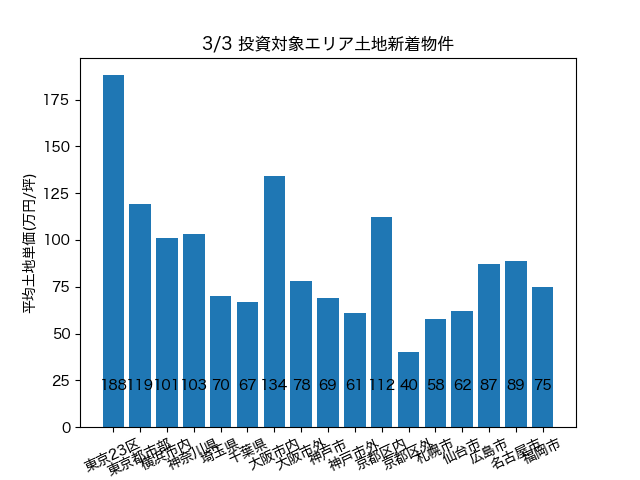 3/3 投資対象エリア土地新着物件
平均土地単価(万円/坪)
175
150
125
100
75
50
25
0
188 119 101 103 70 67 134 78 69 61 112 40 58 62 87 89 75
東京23区
東京都市部
横浜市内
神奈川県
埼玉県
千葉県
大阪市内
大阪市外
神戸市
神戸市外
京都区内
京都区外
札幌市
仙台市
広島市
名古屋市
福岡市